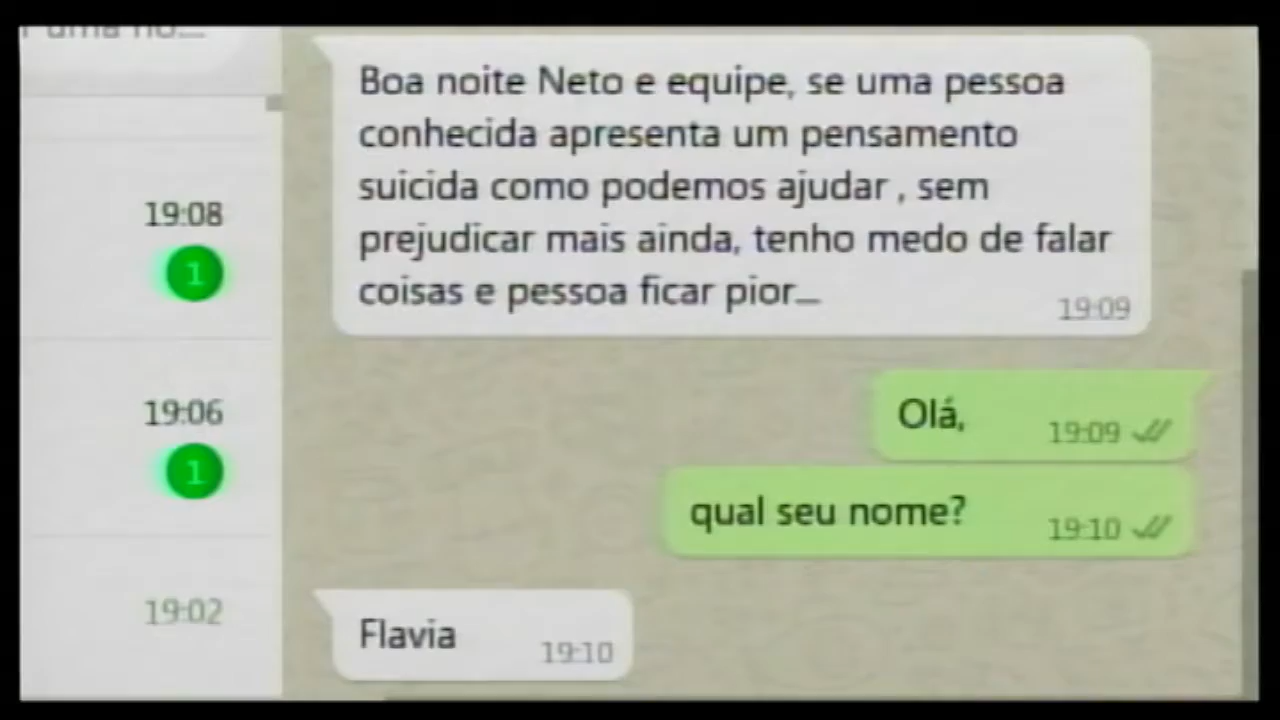 Boa noite Neto e equipe, se uma pessoa
conhecida apresenta um pensamento
suicida como podemos ajudar , sem
prejudicar mais ainda, tenho medo de falar
coisas e pessoa ficar pior...
19:09
19:08
1
Olá,
19:09
19:06
1
qual seu nome?
19:10
19:02
Flavia
19:10